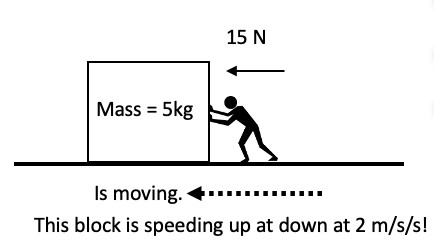 15 N
Mass = 5kg
Is moving.
This block is speeding up at down at 2 m/s/s!